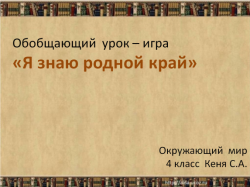 Обобщающий урок – игра
«Я знаю родной край»
Окружающий мир
4 класс Кеня С.А.